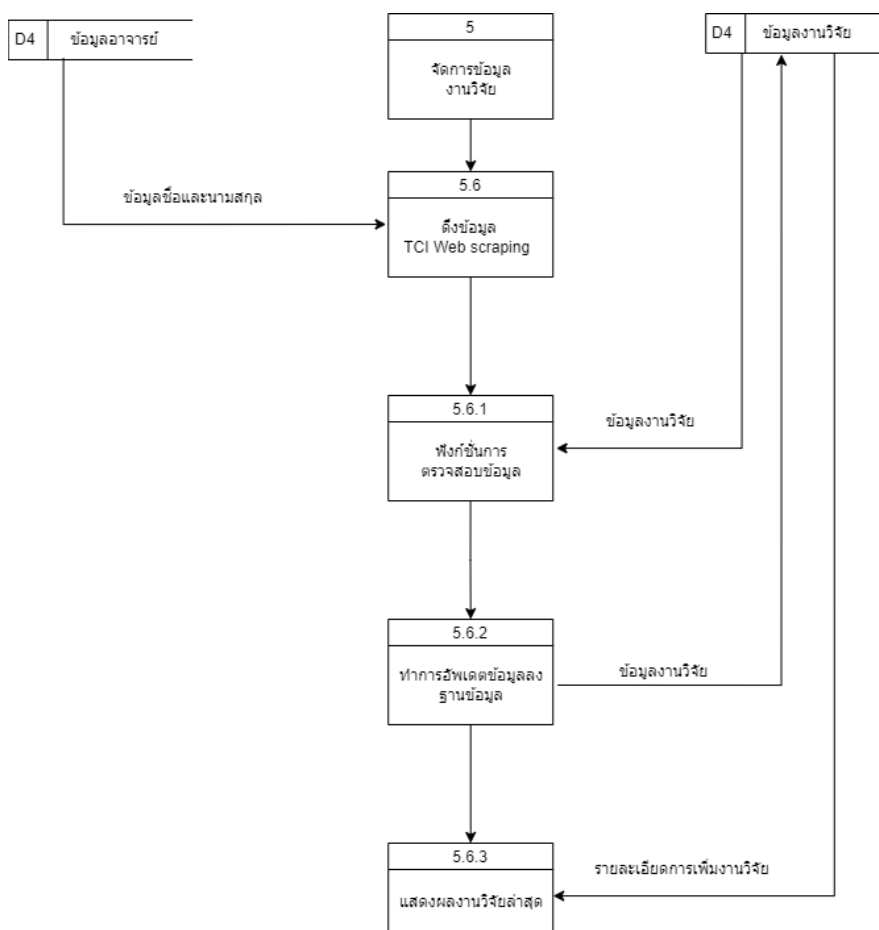 D4 ข้อมูลอาจารย์
5
จัดการข้อมูล
งานวิจัย
D4 ข้อมูลงานวิจัย
ข้อมูลชื่อและนามสกุล
5.6
ดึงข้อมูล
TCI Web scraping
5.6.1
ฟังก์ชั่นการ
ตรวจสอบข้อมูล
ข้อมูลงานวิจัย
5.6.2
ทำการอัพเดตข้อมูลลง
ฐานข้อมูล
ข้อมูลงานวิจัย
5.6.3
แสดงผลงานวิจัยล่าสุด
รายละเอียดการเพิ่มงานวิจัย